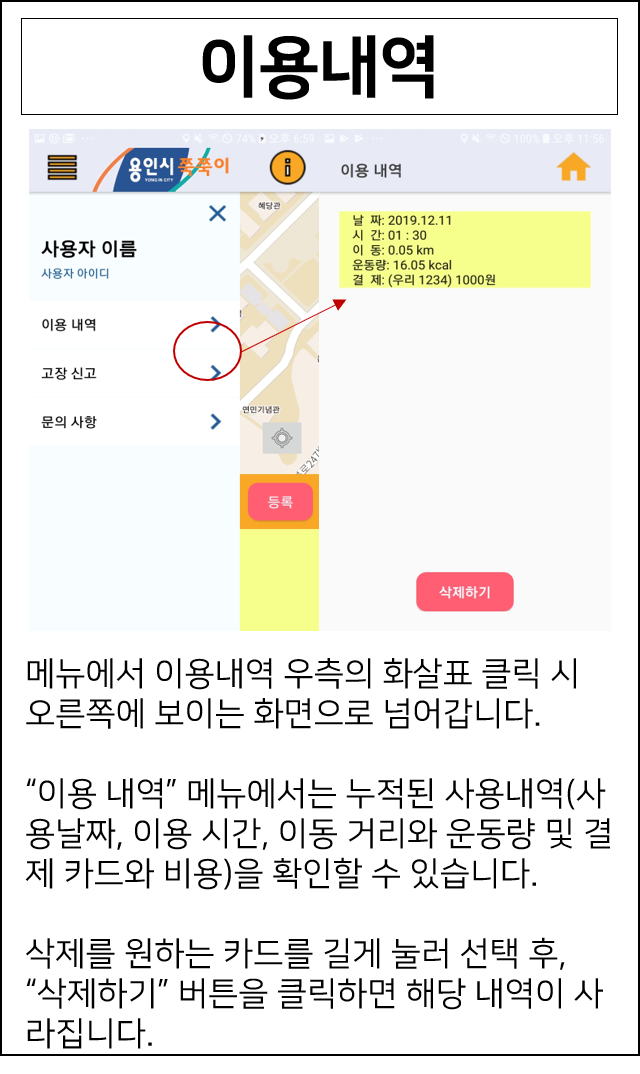 이용내역
74% 오후 6:59
100% 오후 11:56
용인시 쭉쭉이
YONG IN CITY
이용 내역
해당관
사용자 이름
사용자 아이디
이용 내역
고장 신고
문의 사항
연민기념관
로247
등록
날 짜: 2019.12.11
시 간: 01 : 30
이 동: 0.05 km
운동량: 16.05 kcal
결 제: (우리 1234) 1000원
삭제하기
메뉴에서 이용내역 우측의 화살표 클릭 시
오른쪽에 보이는 화면으로 넘어갑니다.
“이용 내역” 메뉴에서는 누적된 사용내역(사
용날짜, 이용 시간, 이동 거리와 운동량 및 결
제 카드와 비용)을 확인할 수 있습니다.
삭제를 원하는 카드를 길게 눌러 선택 후,
“삭제하기” 버튼을 클릭하면 해당 내역이 사
라집니다.